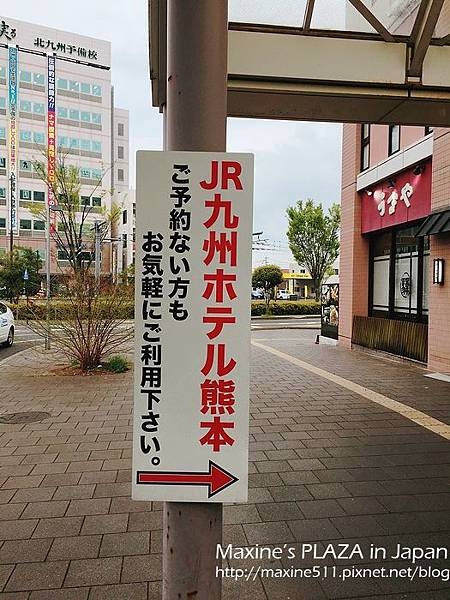 JR九州ホテル熊本
ご予約ない方も
お気軽にご利用下さい。
北九州予備校
Maxine's PLAZA in Japan
http://maxine511.pixnet.net/blog